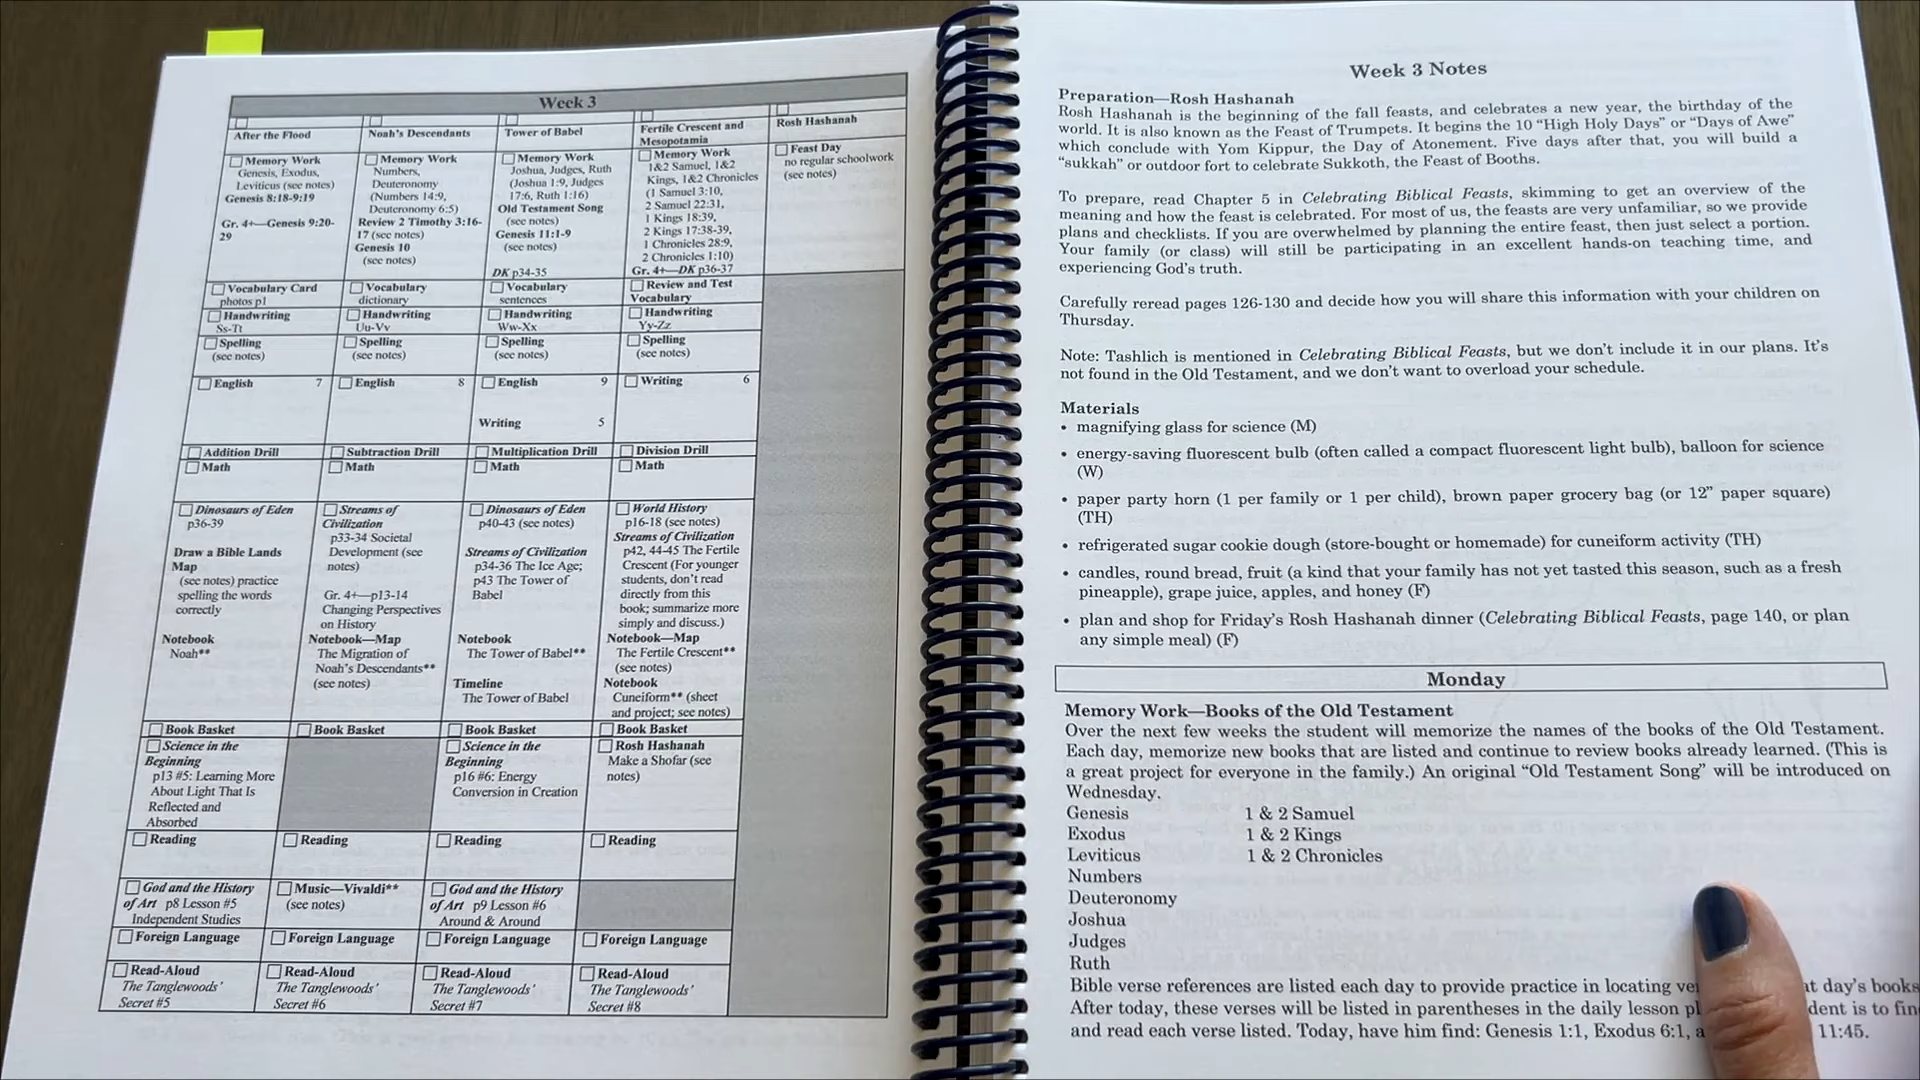 Week 3
After the Flood
Memory Work
Genesis, Exodus,
Leviticus (see notes)
Genesis 8:18-9:19
Gr. 4+—Genesis 9:20-
29
Vocabulary Card
photos p1
Handwriting
Ss-Tt
Spelling
(see notes)
English 7
Addition Drill
Math
Dinosaurs of Eden
p36-39
Draw a Bible Lands
Map
(see notes) practice
spelling the words
correctly
Notebook
Noah**
Book Basket
Science in the
Beginning
p13 #5: Learning More
About Light That Is
Reflected and
Absorbed
Reading
God and the History
of Art p8 Lesson #5
Independent Studies
Foreign Language
Read-Aloud
The Tanglewoods'
Secret #5
Noah's Descendants
Memory Work
Numbers,
Deuteronomy
(Numbers 14:9,
Deuteronomy 6:5)
Review 2 Timothy 3:16-
17 (see notes)
Genesis 10
(see notes)
Vocabulary
dictionary
Handwriting
Uu-Vv
Spelling
(see notes)
English 8
Subtraction Drill
Math
Streams of
Civilization
p33-34 Societal
Development (see
notes)
Gr. 4+—p13-14
Changing Perspectives
on History
Notebook—Map
The Migration of
Noah's Descendants**
(see notes)
Book Basket
Reading
Music—Vivaldi**
(see notes)
Foreign Language
Read-Aloud
The Tanglewoods'
Secret #6
Tower of Babel
Memory Work
Joshua, Judges, Ruth
(Joshua 1:9, Judges
17:6, Ruth 1:16)
Old Testament Song
(see notes)
Genesis 11:1-9
(see notes)
DK p34-35
Vocabulary
sentences
Handwriting
Ww-Xx
Spelling
(see notes)
English 9
Writing 5
Multiplication Drill
Math
Dinosaurs of Eden
p40-43 (see notes)
Streams of Civilization
p34-36 The Ice Age;
p43 The Tower of
Babel
Notebook
The Tower of Babel**
Timeline
The Tower of Babel
Book Basket
Science in the
Beginning
p16 #6: Energy
Conversion in Creation
Reading
God and the History
of Art p9 Lesson #6
Around & Around
Foreign Language
Read-Aloud
The Tanglewoods'
Secret #7
Fertile Crescent and
Mesopotamia
Memory Work
1&2 Samuel, 1&2
Kings, 1&2 Chronicles
(1 Samuel 3:10,
2 Samuel 22:31,
1 Kings 18:39,
2 Kings 17:38-39,
1 Chronicles 28:9,
2 Chronicles 1:10)
Gr. 4+—DK p36-37
Review and Test
Vocabulary
Handwriting
Yy-Zz
Spelling
(see notes)
Writing 6
Division Drill
Math
World History
p16-18 (see notes)
Streams of Civilization
p42, 44-45 The Fertile
Crescent (For younger
students, don't read
directly from this
book; summarize more
simply and discuss.)
Notebook—Map
The Fertile Crescent**
(see notes)
Notebook
Cuneiform** (sheet
and project; see notes)
Book Basket
Rosh Hashanah
Make a Shofar (see
notes)
Reading
Foreign Language
Read-Aloud
The Tanglewoods'
Secret #8
Rosh Hashanah
Feast Day
no regular schoolwork
(see notes)
Week 3 Notes
Preparation—Rosh Hashanah
Rosh Hashanah is the beginning of the fall feasts, and celebrates a new year, the birthday of the
world. It is also known as the Feast of Trumpets. It begins the 10 “High Holy Days” or “Days of Awe”
which conclude with Yom Kippur, the Day of Atonement. Five days after that, you will build a
“sukkah” or outdoor fort to celebrate Sukkoth, the Feast of Booths.
To prepare, read Chapter 5 in Celebrating Biblical Feasts, skimming to get an overview of the
meaning and how the feast is celebrated. For most of us, the feasts are very unfamiliar, so we provide
plans and checklists. If you are overwhelmed by planning the entire feast, then just select a portion.
Your family (or class) will still be participating in an excellent hands-on teaching time, and
experiencing God's truth.
Carefully reread pages 126-130 and decide how you will share this information with your children on
Thursday.
Note: Tashlich is mentioned in Celebrating Biblical Feasts, but we don't include it in our plans. It's
not found in the Old Testament, and we don't want to overload your schedule.
Materials
• magnifying glass for science (M)
• energy-saving fluorescent bulb (often called a compact fluorescent light bulb), balloon for science
(W)
• paper party horn (1 per family or 1 per child), brown paper grocery bag (or 12” paper square)
(TH)
• refrigerated sugar cookie dough (store-bought or homemade) for cuneiform activity (TH)
• candles, round bread, fruit (a kind that your family has not yet tasted this season, such as a fresh
pineapple), grape juice, apples, and honey (F)
• plan and shop for Friday's Rosh Hashanah dinner (Celebrating Biblical Feasts, page 140, or plan
any simple meal) (F)
Monday
Memory Work—Books of the Old Testament
Over the next few weeks the student will memorize the names of the books of the Old Testament.
Each day, memorize new books that are listed and continue to review books already learned. (This is
a great project for everyone in the family.) An original “Old Testament Song” will be introduced on
Wednesday.
Genesis 1 & 2 Samuel
Exodus 1 & 2 Kings
Leviticus 1 & 2 Chronicles
Numbers
Deuteronomy
Joshua
Judges
Ruth
Bible verse references are listed each day to provide practice in locating day's books
After today, these verses will be listed in parentheses in the daily lesson
and read each verse listed. Today, have him find: Genesis 1:1, Exodus 6:1, 11:45.